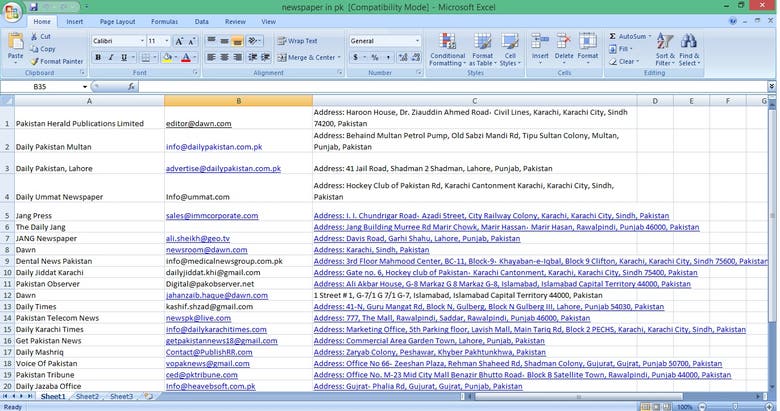 newspaper in pk [Compatibility Mode] - Microsoft Excel
Home Insert Page Layout Formulas Data Review View
Cut
Copy
Format Painter
Paste
Clipboard
Calibri 11
Font
Wrap Text
Merge & Center
Alignment
General
Number
Conditional Formatting
Format as Table
Cell Styles
Styles
Insert Delete Format
Cells
AutoSum
Fill
Clear
Sort & Filter
Find & Select
Editing
B35
A B C D E F G
1 Pakistan Herald Publications Limited editor@dawn.com Address: Haroon House, Dr. Ziauddin Ahmed Road- Civil Lines, Karachi, Karachi City, Sindh
74200, Pakistan
2 Daily Pakistan Multan info@dailypakistan.com.pk Address: Behaind Multan Petrol Pump, Old Sabzi Mandi Rd, Tipu Sultan Colony, Multan,
Punjab, Pakistan
3 Daily Pakistan, Lahore advertise@dailypakistan.com.pk Address: 41 Jail Road, Shadman 2 Shadman, Lahore, Punjab, Pakistan
4 Daily Ummat Newspaper Info@ummat.com Address: Hockey Club of Pakistan Rd, Karachi Cantonment Karachi, Karachi City, Sindh,
Pakistan
5 Jang Press sales@immcorporate.com Address: I. I. Chundrigar Road- Azadi Street, City Railway Colony, Karachi, Karachi City, Sindh, Pakistan
6 The Daily Jang Address: Jang Building Murree Rd Marir Chowk, Marir Hassan- Marir Hasan, Rawalpindi, Punjab 46000, Pakistan
7 JANG Newspaper ali.sheikh@geo.tv Address: Davis Road, Garhi Shahu, Lahore, Punjab, Pakistan
8 Dawn newsroom@dawn.com Address: Karachi, Sindh, Pakistan
9 Dental News Pakistan info@medicalnewsgroup.com.pk Address: 3rd Floor Mahmood Center, BC-11, Block-9- Khayaban-e-Iqbal, Block 9 Clifton, Karachi, Karachi City, Sindh 75600, Pakistan
10 Daily Jiddat Karachi dailyjiddat.khi@gmail.com Address: Gate no. 6, Hockey club of Pakistan- Karachi Cantonment, Karachi, Karachi City, Sindh 75400, Pakistan
11 Pakistan Observer Digital@pakobserver.net Address: Ali Akbar House, G-8 Markaz G 8 Markaz G-8, Islamabad, Islamabad Capital Territory 44000, Pakistan
12 Dawn jahanzaib.haque@dawn.com 1 Street # 1, G-7/1 G 7/1 G-7, Islamabad, Islamabad Capital Territory 44000, Pakistan
13 Daily Times kashif.shzad@gmail.com Address: 41-N, Guru Mangat Rd, Block N, Gulberg, Block N Gulberg III, Lahore, Punjab 54030, Pakistan
14 Pakistan Telecom News newspk@live.com Address: 777, The Mall, Rawalpindi, Saddar, Rawalpindi, Punjab 46000, Pakistan
15 Daily Karachi Times info@dailykarachitimes.com Address: Marketing Office, 5th Parking floor, Lavish Mall, Main Tariq Rd, Block 2 PECHS, Karachi, Karachi City, Sindh, Pakistan
16 Get Pakistan News getpakistannews18@gmail.com Address: Commercial Area Garden Town, Lahore, Punjab, Pakistan
17 Daily Mashriq Contact@PublishRR.com Address: Zaryab Colony, Peshawar, Khyber Pakhtunkhwa, Pakistan
18 Voice Of Pakistan vopaknews@gmail.com Address: Office No 66- Zeeshan Plaza, Rehman Shaheed Rd, Shadman Colony, Gujurat, Gujrat, Punjab 50700, Pakistan
19 Pakistan Tribune ced@pktribune.com Address: Office No. M-23 Mid City Mall Benazir Bhutto Road- Block B Satellite Town, Rawalpindi, Punjab 44000, Pakistan
20 Daily Jazaba Office Info@heavebsoft.com.pk Address: Gujrat- Phalia Rd, Gujurat, Gujrat, Punjab, Pakistan
Sheet1 Sheet2 Sheet3
Ready 100%